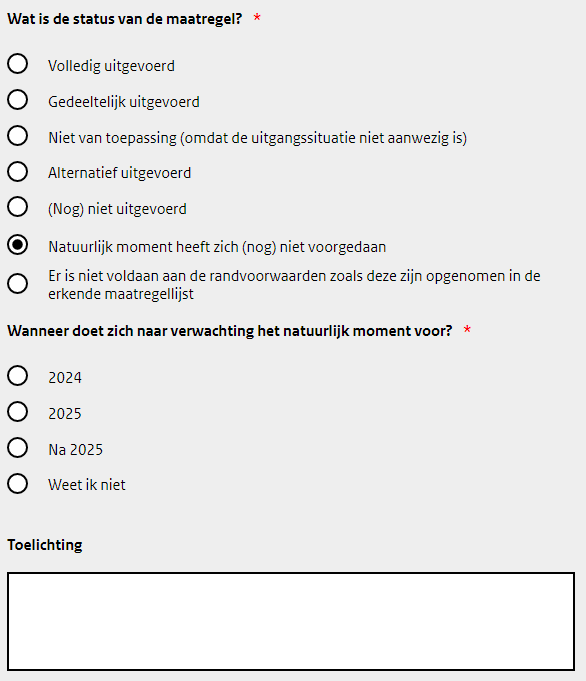 Wat is de status van de maatregel? *
Volledig uitgevoerd
Gedeeltelijk uitgevoerd
Niet van toepassing (omdat de uitgangssituatie niet aanwezig is)
Alternatief uitgevoerd
(Nog) niet uitgevoerd
Natuurlijk moment heeft zich (nog) niet voorgedaan
Er is niet voldaan aan de randvoorwaarden zoals deze zijn opgenomen in de
erkende maatregellijst
Wanneer doet zich naar verwachting het natuurlijk moment voor? *
2024
2025
Na 2025
Weet ik niet
Toelichting